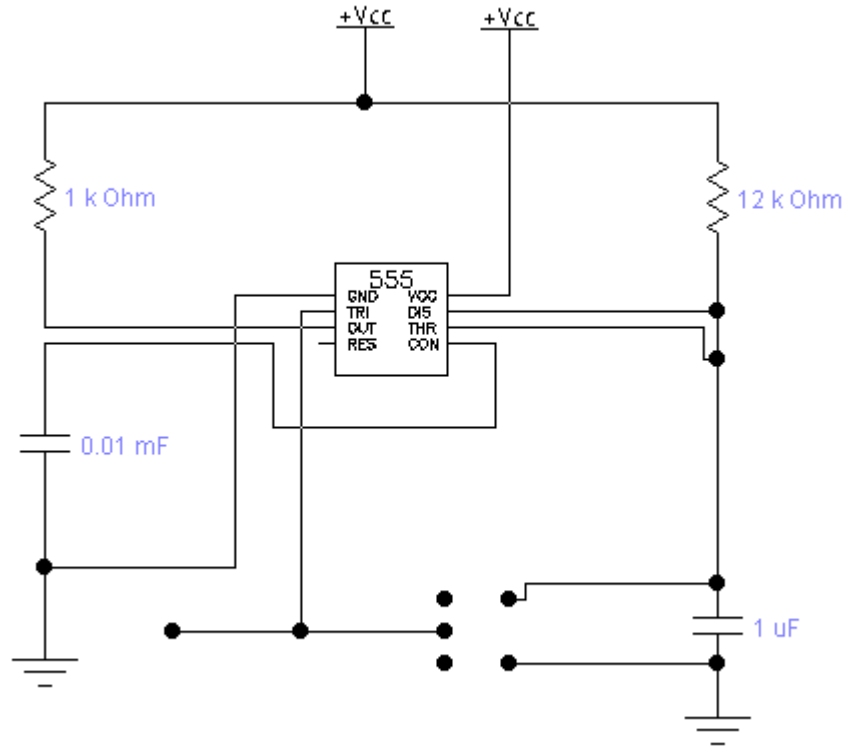 +Vcc
+Vcc
1 k Ohm
12 k Ohm
555
GND VCC
TRI DIS
OUT THR
RES CON
0.01 mF
1 uF